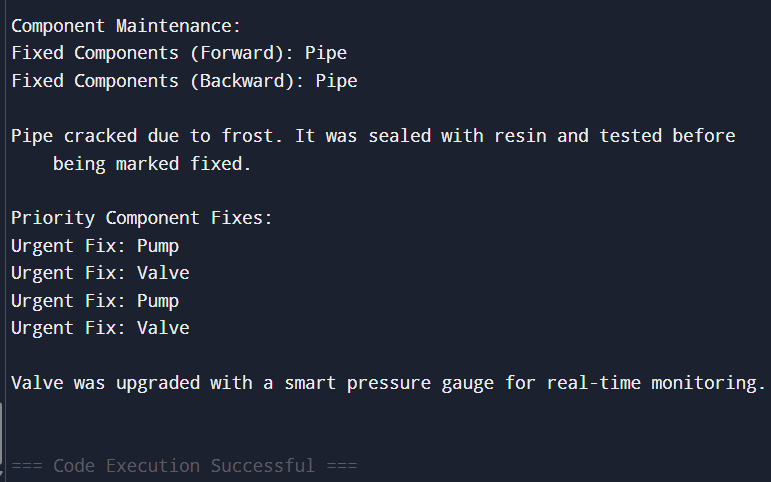 Component Maintenance:
Fixed Components (Forward): Pipe
Fixed Components (Backward): Pipe
Pipe cracked due to frost. It was sealed with resin and tested before
being marked fixed.
Priority Component Fixes:
Urgent Fix: Pump
Urgent Fix: Valve
Urgent Fix: Pump
Urgent Fix: Valve
Valve was upgraded with a smart pressure gauge for real-time monitoring.
=== Code Execution Successful ===